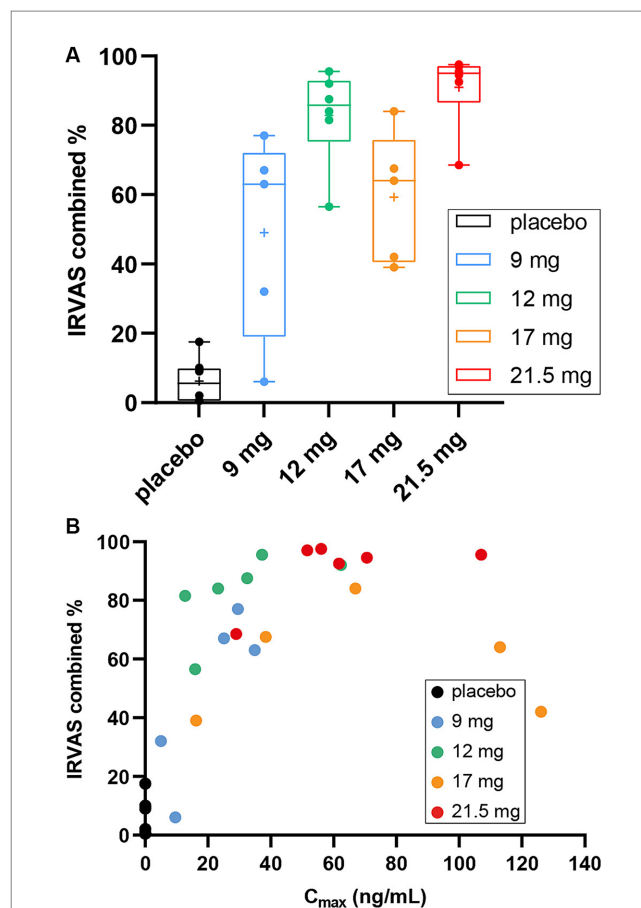 A
IRVAS combined %
100
80
60
40
20
0
placebo
9 mg
12 mg
17 mg
21.5 mg
placebo
9 mg
12 mg
17 mg
21.5 mg
B
IRVAS combined %
100
80
60
40
20
0
0 20 40 60 80 100 120 140
Cmax (ng/mL)
placebo
9 mg
12 mg
17 mg
21.5 mg